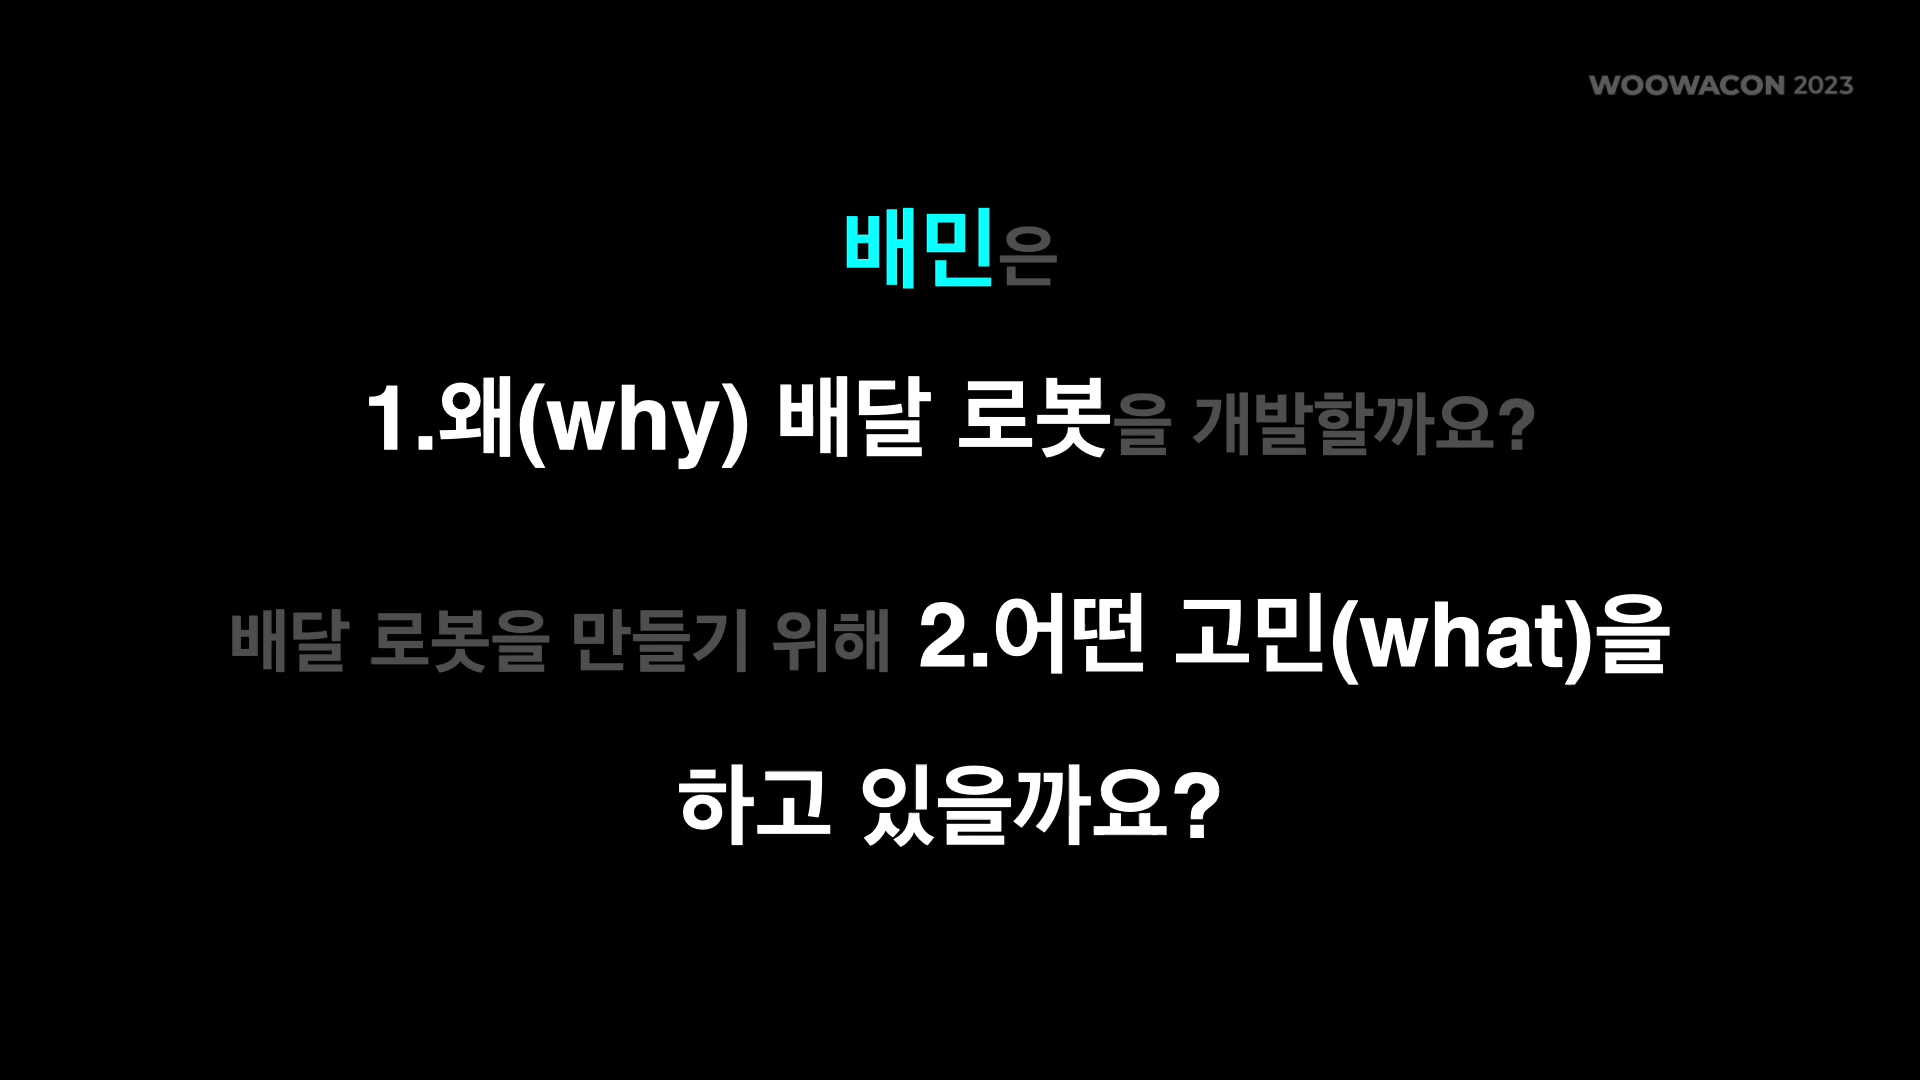 WOOWACON 2023
배민은
1.왜(why) 배달 로봇을 개발할까요?
배달 로봇을 만들기 위해 2.어떤 고민(what)을
하고 있을까요?